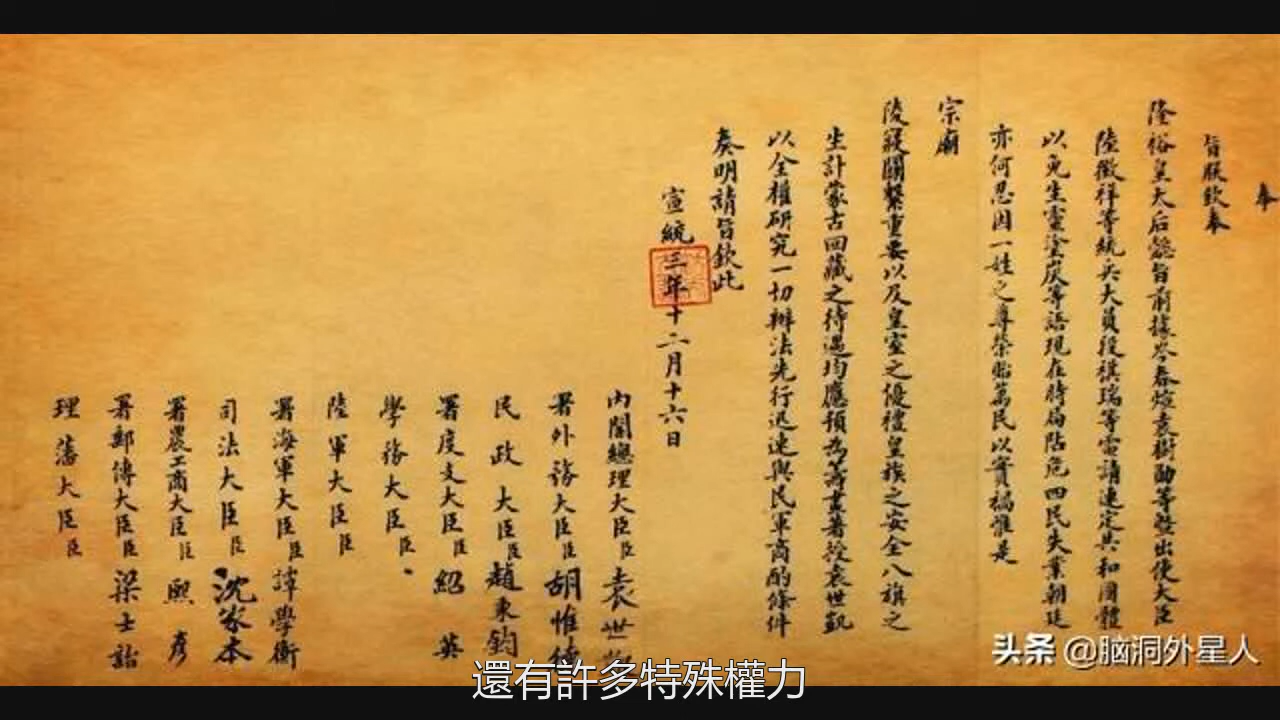 奉
旨朕欽奉
隆裕皇太后懿旨前據岑春煊袁樹勛等暨出使大臣
陸徵祥等統兵大員段祺瑞等電請速定共和國體
以免生靈塗炭等語現在時局阽危四民失業朝廷
亦何忍因一姓之尊榮貽萬民以實禍惟是
宗廟
陵寢關繫重要以及皇室之優禮皇族之安全八旗之
生計蒙古回藏之待遇均應預為籌畫著授袁世凱
以全權研究一切辦法先行迅速與民軍商酌條件
奏明請旨欽此
宣統三年十二月十六日
內閣總理大臣臣袁世凱
署外務大臣臣胡惟德
民政大臣臣趙秉鈞
署度支大臣臣紹英
學務大臣臣
陸軍大臣臣
署海軍大臣臣譚學衡
司法大臣臣沈家本
署農工商大臣臣熙彥
署郵傳大臣臣梁士詒
理藩大臣臣
头条 @脑洞外星人
還有許多特殊權力